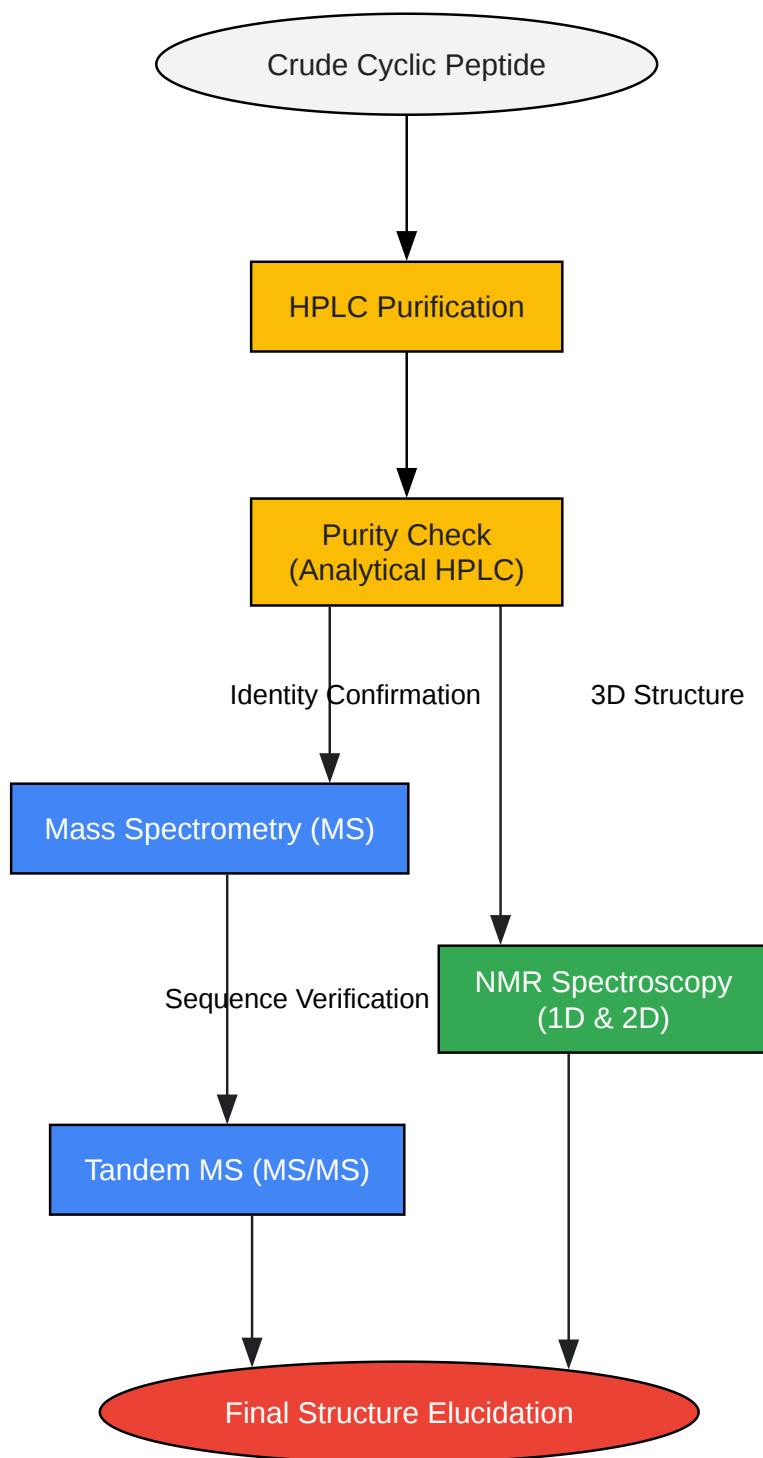 Crude Cyclic Peptide
HPLC Purification
Purity Check
(Analytical HPLC)
Identity Confirmation
3D Structure
Mass Spectrometry (MS)
NMR Spectroscopy
(1D & 2D)
Sequence Verification
Tandem MS (MS/MS)
Final Structure Elucidation